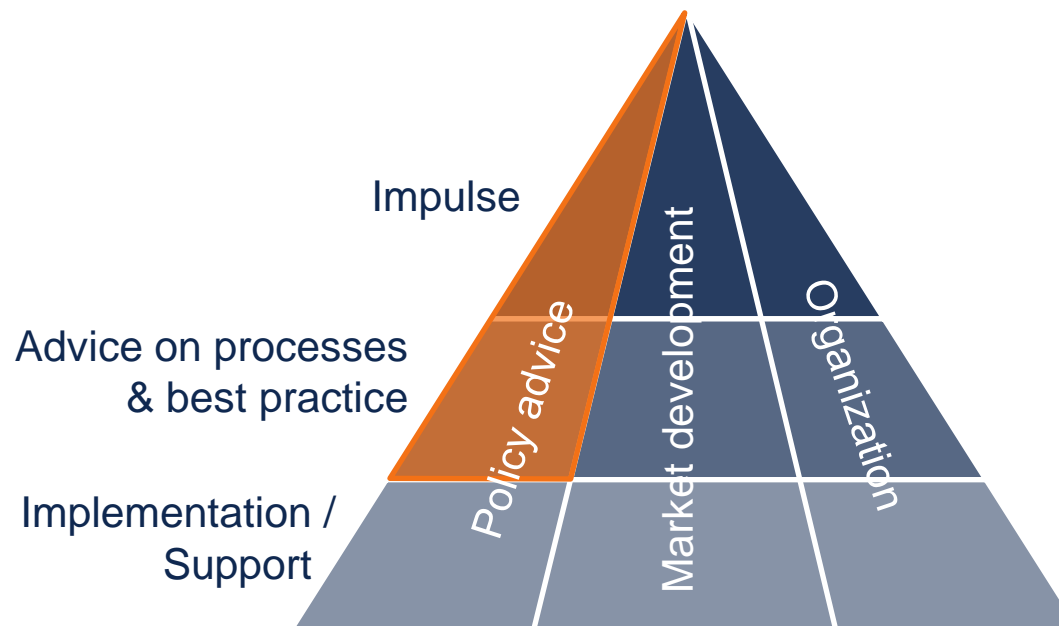 Impulse
Advice on processes
& best practice
Implementation /
Support
Policy advice
Market development
Organization